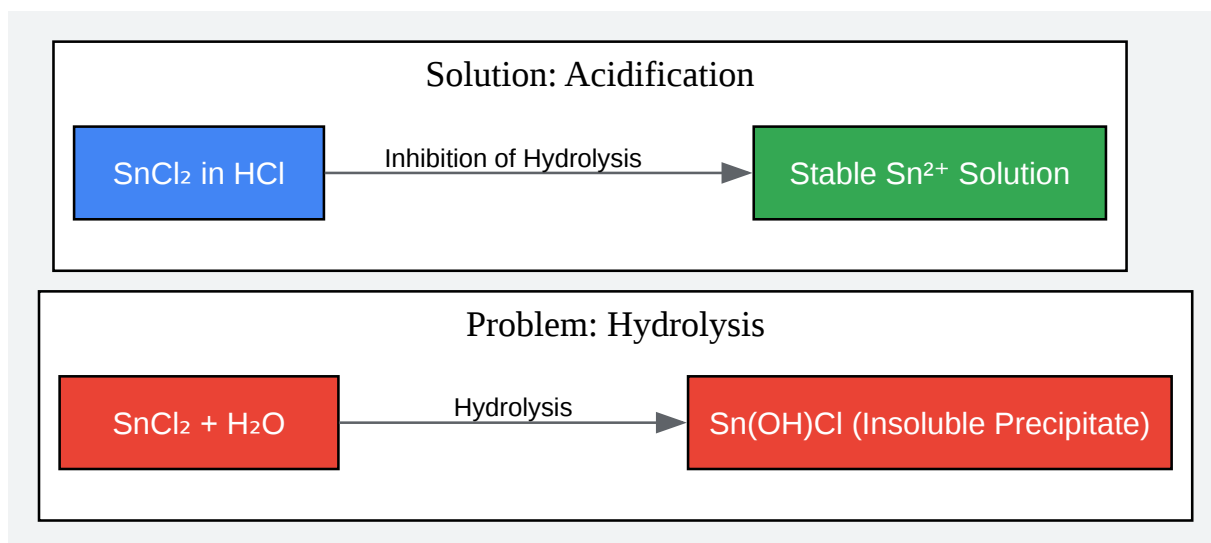 Solution: Acidification
SnCl₂ in HCl
Inhibition of Hydrolysis
Stable Sn²⁺ Solution
Problem: Hydrolysis
SnCl₂ + H₂O
Hydrolysis
Sn(OH)Cl (Insoluble Precipitate)